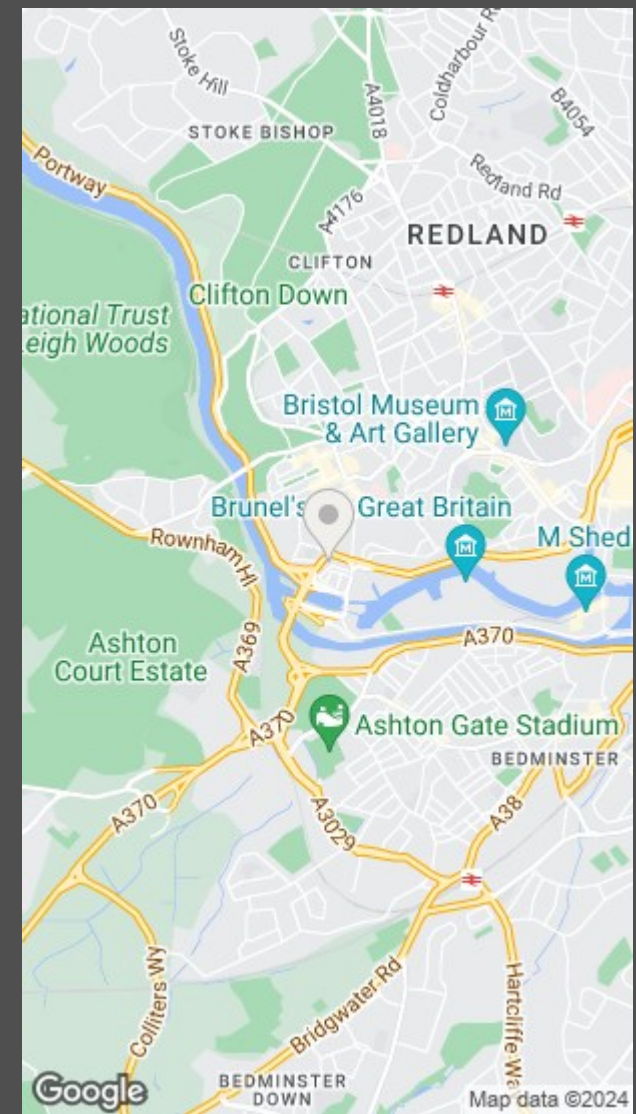 Stoke Hill
Coldharbour R
A4018
B4054
STOKE BISHOP
Portway
Redland Rd
A4176
REDLAND
CLIFTON
Clifton Down
ational Trust
eigh Woods
Bristol Museum
& Art Gallery
Brunel's
Great Britain
M Shed
Rownham Hl
A369
A370
Ashton
Court Estate
A370
Ashton Gate Stadium
BEDMINSTER
A370
A3029
A38
Colliters Wy
Bridgwater Rd
Hartcliffe Wa
BEDMINSTER
DOWN
Google
Map data ©2024